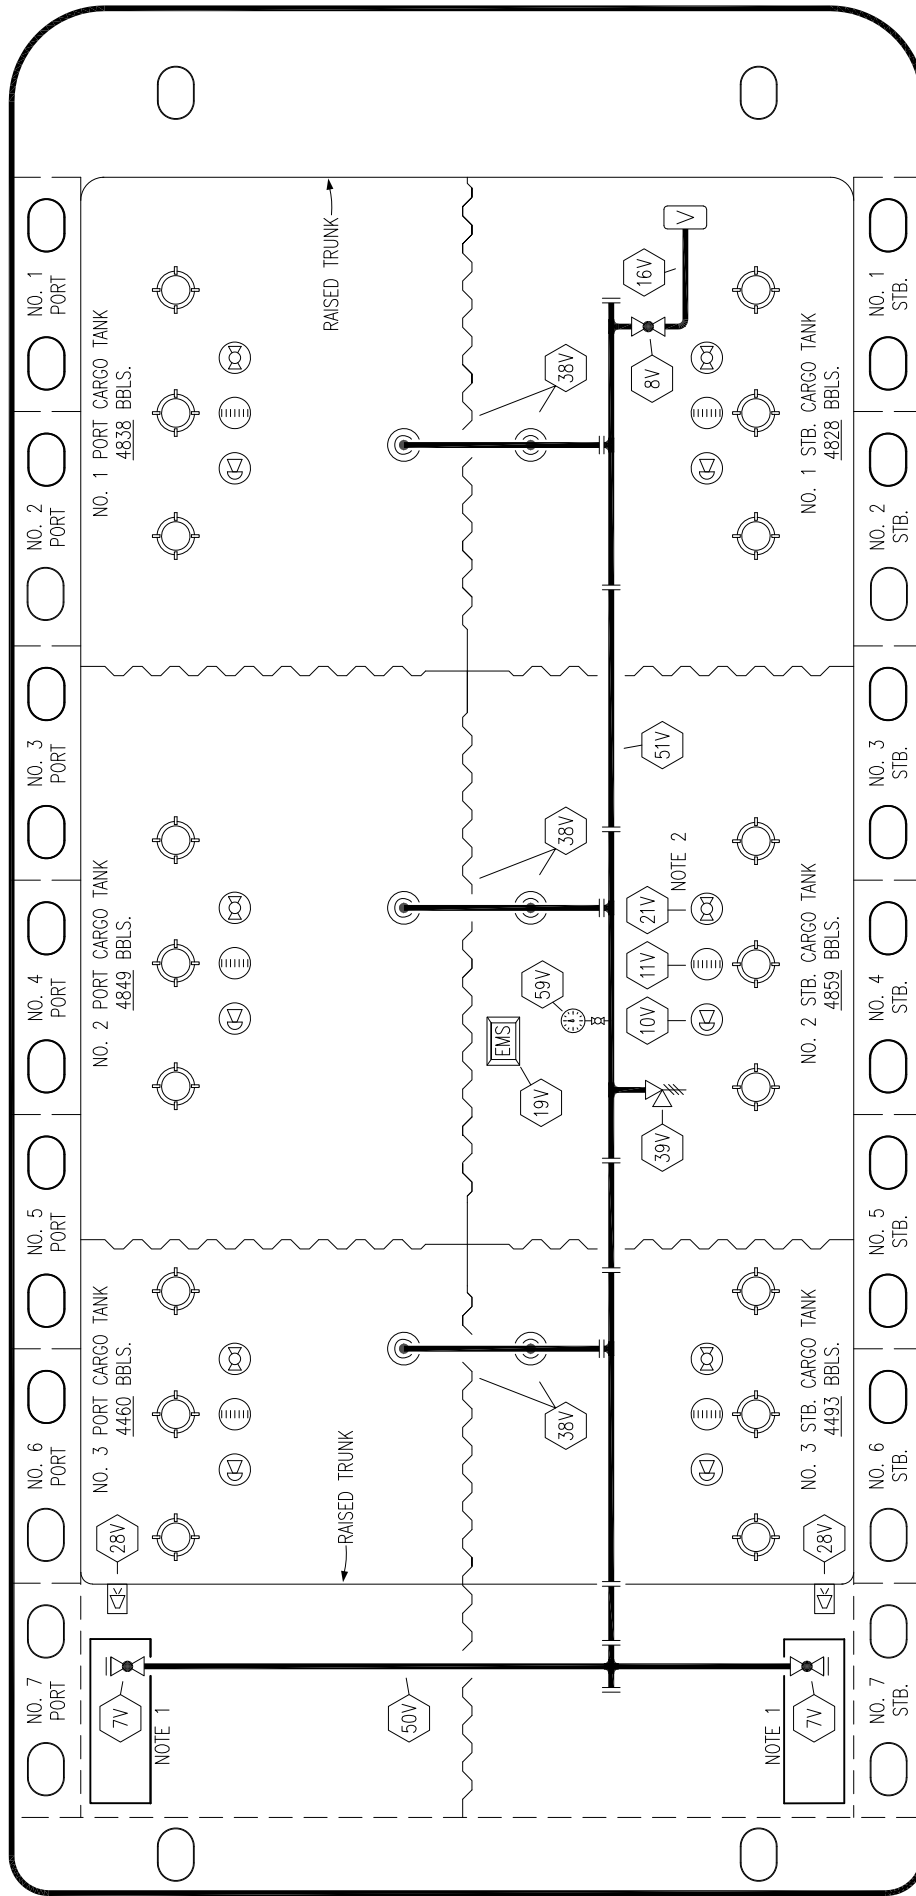 NO. 7
PORT
NO. 6
PORT
NO. 5
PORT
NO. 4
PORT
NO. 3
PORT
NO. 2
PORT
NO. 1
PORT
NO. 3 PORT CARGO TANK
4460 BBLS.
NO. 2 PORT CARGO TANK
4849 BBLS.
NO. 1 PORT CARGO TANK
4838 BBLS.
28V
7V
NOTE 1
RAISED TRUNK
RAISED TRUNK
50V
38V
38V
38V
EMS
19V
59V
16V
V
8V
51V
39V
10V
11V
21V
NOTE 2
NOTE 1
7V
28V
NO. 3 STB. CARGO TANK
4493 BBLS.
NO. 2 STB. CARGO TANK
4859 BBLS.
NO. 1 STB. CARGO TANK
4828 BBLS.
NO. 7
STB.
NO. 6
STB.
NO. 5
STB.
NO. 4
STB.
NO. 3
STB.
NO. 2
STB.
NO. 1
STB.